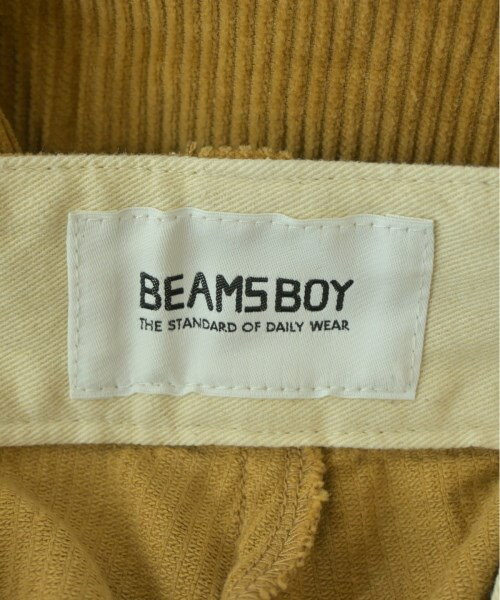 BEAMS BOY
THE STANDARD OF DAILY WEAR